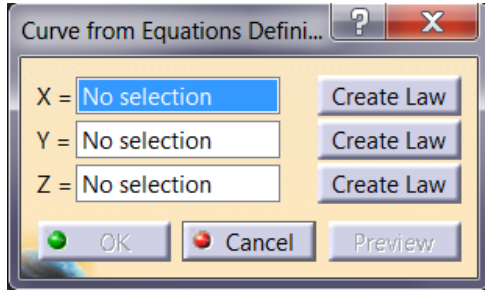 Curve from Equations Defini... ? X
X = No selection Create Law
Y = No selection Create Law
Z = No selection Create Law
OK Cancel Preview